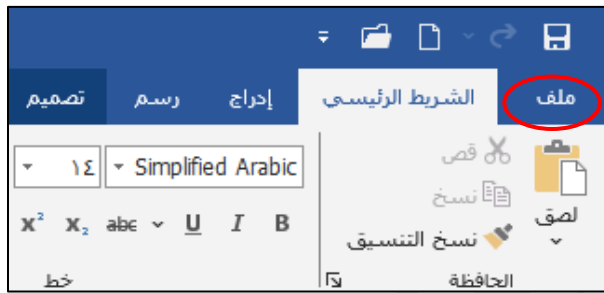 ملف الشريط الرئيسي إدراج رسم تصميم
لصق
قص
نسخ
نسخ التنسيق
الحافظة
Simplified Arabic ١٤
B I U abc x₂ x²
خط